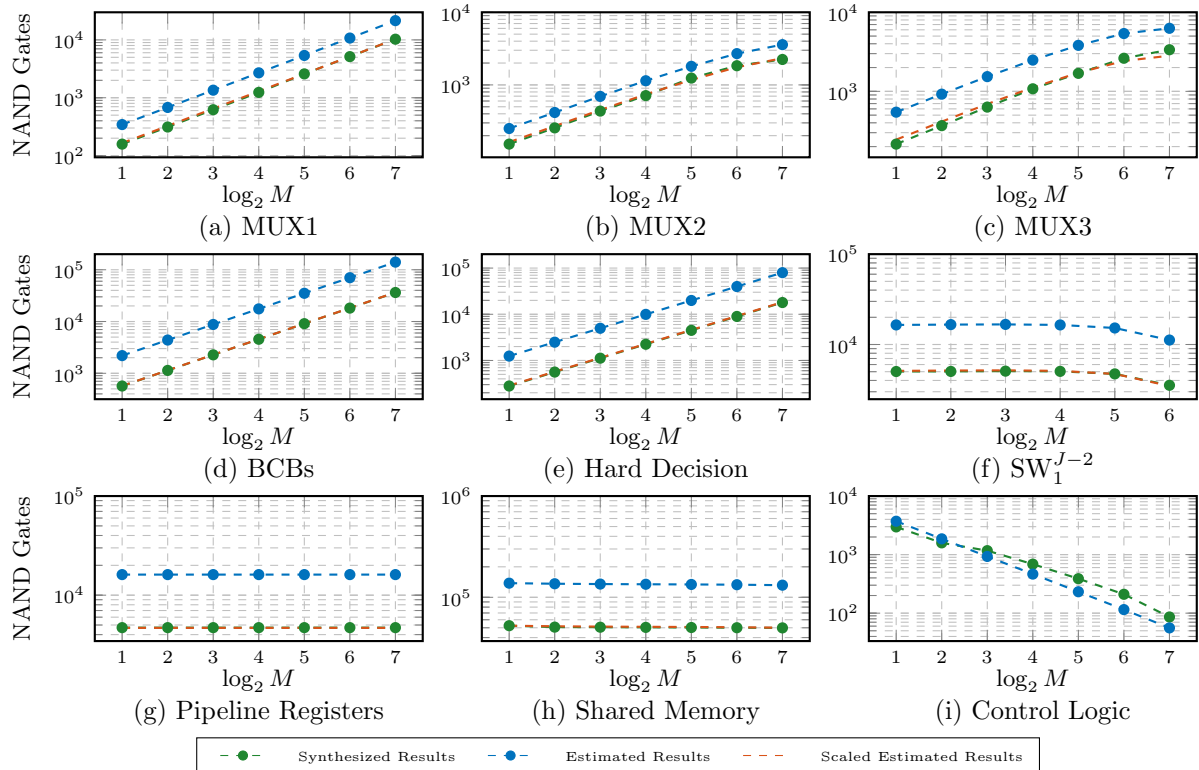 N AND Gates
10^4
10^3
10^2
1 2 3 4 5 6 7
log_2 M
(a) MUX1
10^4
10^3
1 2 3 4 5 6 7
log_2 M
(b) MUX2
10^4
10^3
1 2 3 4 5 6 7
log_2 M
(c) MUX3
NAND Gates
10^5
10^4
10^3
1 2 3 4 5 6 7
log_2 M
(d) BCBs
10^5
10^4
10^3
1 2 3 4 5 6 7
log_2 M
(e) Hard Decision
10^5
10^4
1 2 3 4 5 6
log_2 M
(f) SW_1^{J−2}
N AND Gates
10^5
10^4
1 2 3 4 5 6 7
log_2 M
(g) Pipeline Registers
10^6
10^5
1 2 3 4 5 6 7
log_2 M
(h) Shared Memory
10^4
10^3
10^2
1 2 3 4 5 6 7
log_2 M
(i) Control Logic
Synthesized Results Estimated Results Scaled Estimated Results